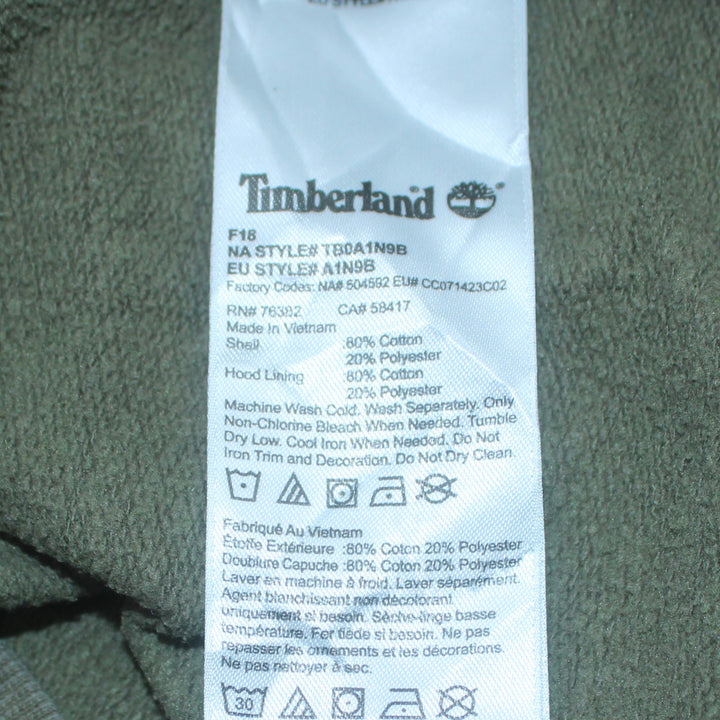 Timberland
F18
NA STYLE# TB0A1N9B
EU STYLE# A1N9B
Factory Codes: NA# 504592 EU# CC071423C02
RN# 76382 CA# 58417
Made In Vietnam
Shell :80% Cotton
20% Polyester
Hood Lining :80% Cotton
20% Polyester
Machine Wash Cold. Wash Separately. Only
Non-Chlorine Bleach When Needed. Tumble
Dry Low. Cool Iron When Needed. Do Not
Iron Trim and Decoration. Do Not Dry Clean.
Fabriqué Au Vietnam
Étoffe Extérieure :80% Coton 20% Polyester
Doublure Capuche :80% Coton 20% Polyester
Laver en machine à froid. Laver séparément.
Agent blanchissant non décolorant
uniquement si besoin. Sèche-linge basse
température. Fer tiède si besoin. Ne pas
repasser les ornements et les décorations.
Ne pas nettoyer à sec.
30